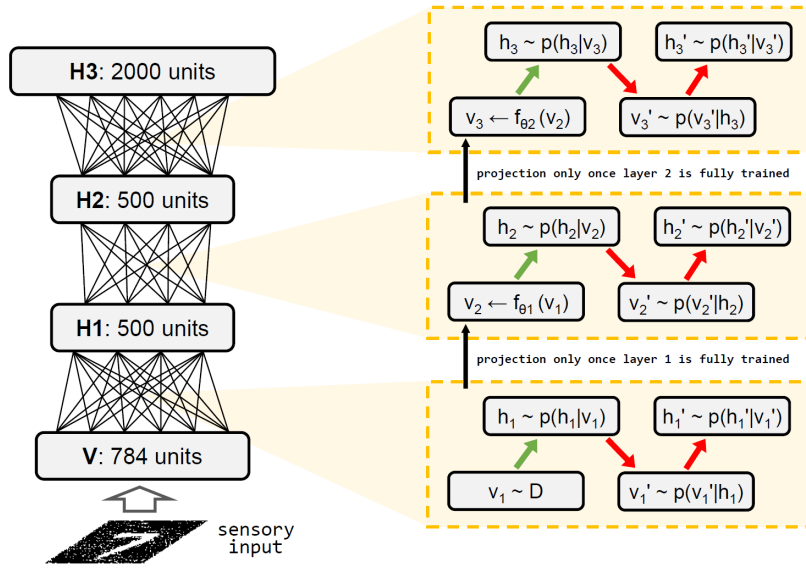 H3: 2000 units
H2: 500 units
H1: 500 units
V: 784 units
sensory
input
h₃ ~ p(h₃|v₃)
h₃' ~ p(h₃'|v₃')
v₃ ← f_θ2(v₂)
v₃' ~ p(v₃'|h₃)
projection only once layer 2 is fully trained
h₂ ~ p(h₂|v₂)
h₂' ~ p(h₂'|v₂')
v₂ ← f_θ1(v₁)
v₂' ~ p(v₂'|h₂)
projection only once layer 1 is fully trained
h₁ ~ p(h₁|v₁)
h₁' ~ p(h₁'|v₁')
v₁ ~ D
v₁' ~ p(v₁'|h₁)